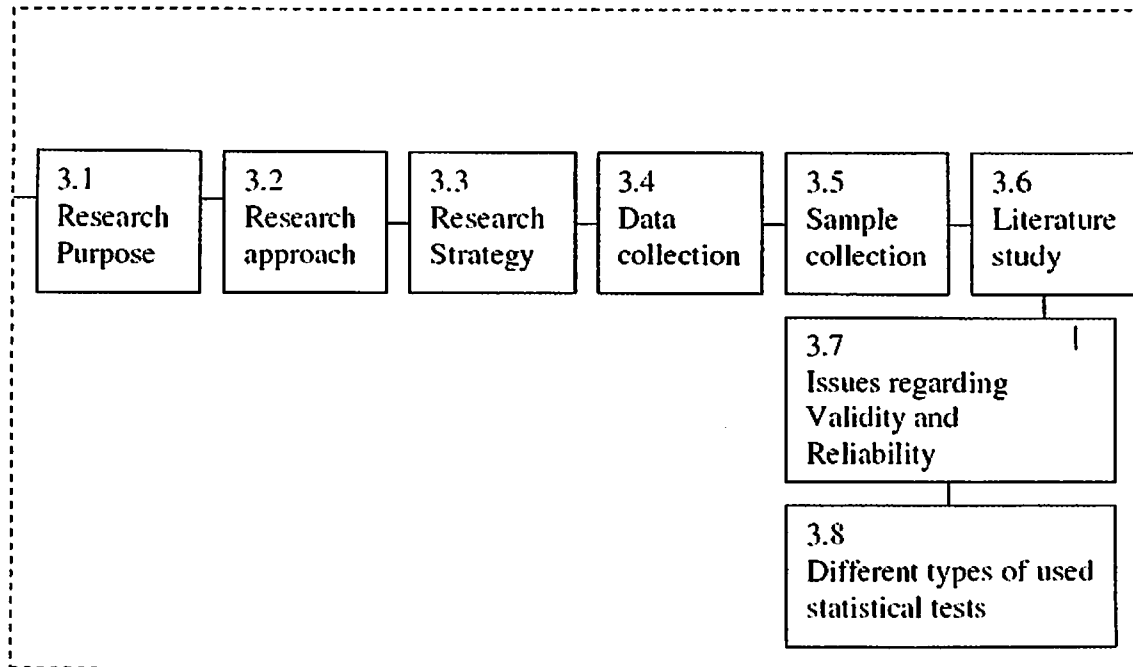 3.1
Research
Purpose
3.2
Research
approach
3.3
Research
Strategy
3.4
Data
collection
3.5
Sample
collection
3.6
Literature
study
3.7
Issues regarding
Validity and
Reliability
3.8
Different types of used
statistical tests